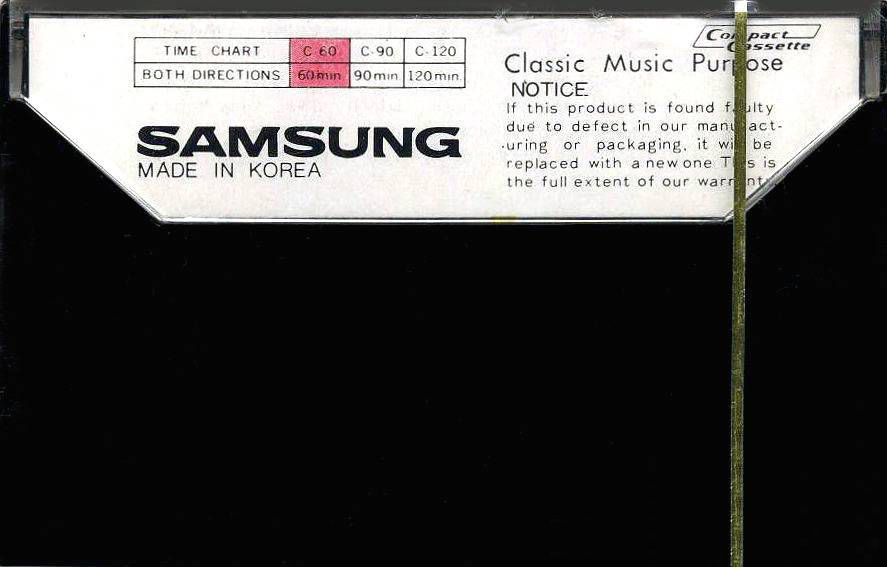 TIME CHART C-60 C-90 C-120
BOTH DIRECTIONS 60min. 90min 120min.
SAMSUNG
MADE IN KOREA
Compact
Cassette
Classic Music Purpose
NOTICE
If this product is found faulty
due to defect in our manufact-
uring or packaging, it will be
replaced with a new one This is
the full extent of our warranty.